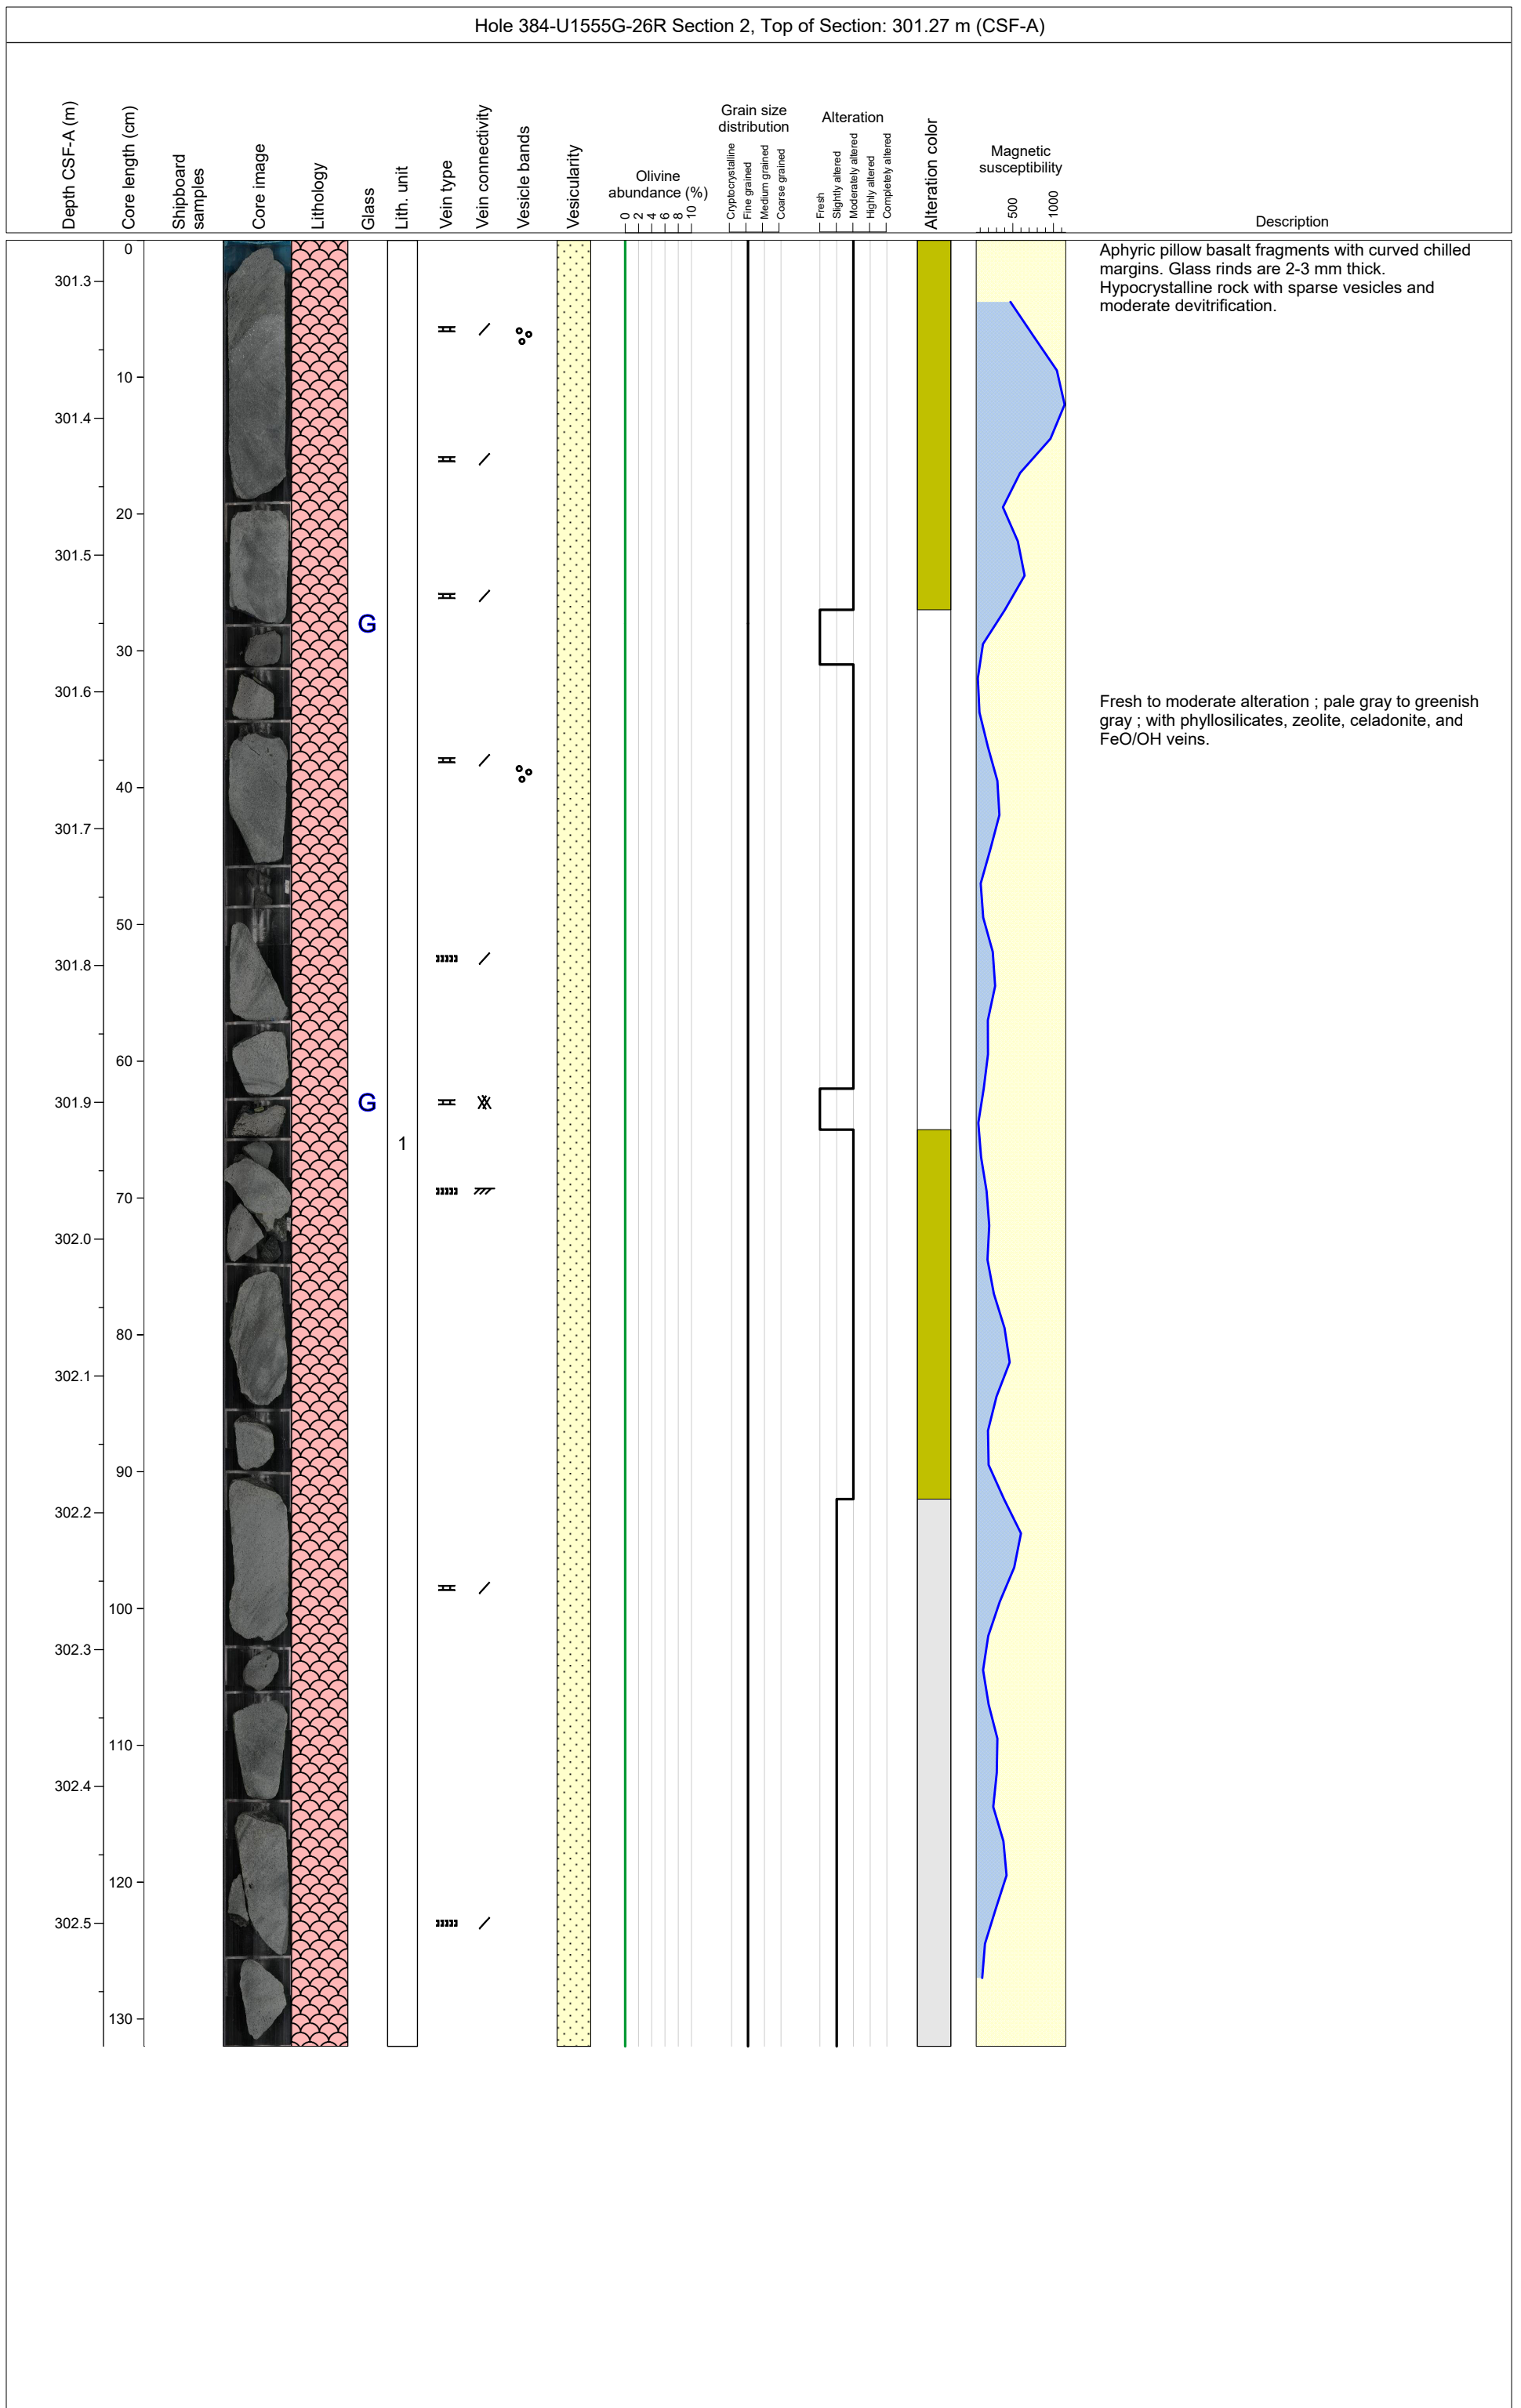 Hole 384-U1555G-26R Section 2, Top of Section: 301.27 m (CSF-A)
Depth CSF-A (m)
Core length (cm)
Shipboard
samples
Core image
Lithology
Glass
Lith. unit
Vein type
Vein connectivity
Vesicle bands
Vesicularity
Olivine
abundance (%)
0 2 4 6 8 10
Grain size
distribution
Cryptocrystalline
Fine grained
Medium grained
Coarse grained
Alteration
Fresh
Slightly altered
Moderately altered
Highly altered
Completely altered
Alteration color
Magnetic
susceptibility
500 1000
Description
0
Aphyric pillow basalt fragments with curved chilled
margins. Glass rinds are 2-3 mm thick.
Hypocrystalline rock with sparse vesicles and
moderate devitrification.
301.3
10
301.4
20
301.5
G
30
301.6
Fresh to moderate alteration ; pale gray to greenish
gray ; with phyllosilicates, zeolite, celadonite, and
FeO/OH veins.
40
301.7
50
301.8
60
301.9
G
1
70
302.0
80
302.1
90
302.2
100
302.3
110
302.4
120
302.5
130